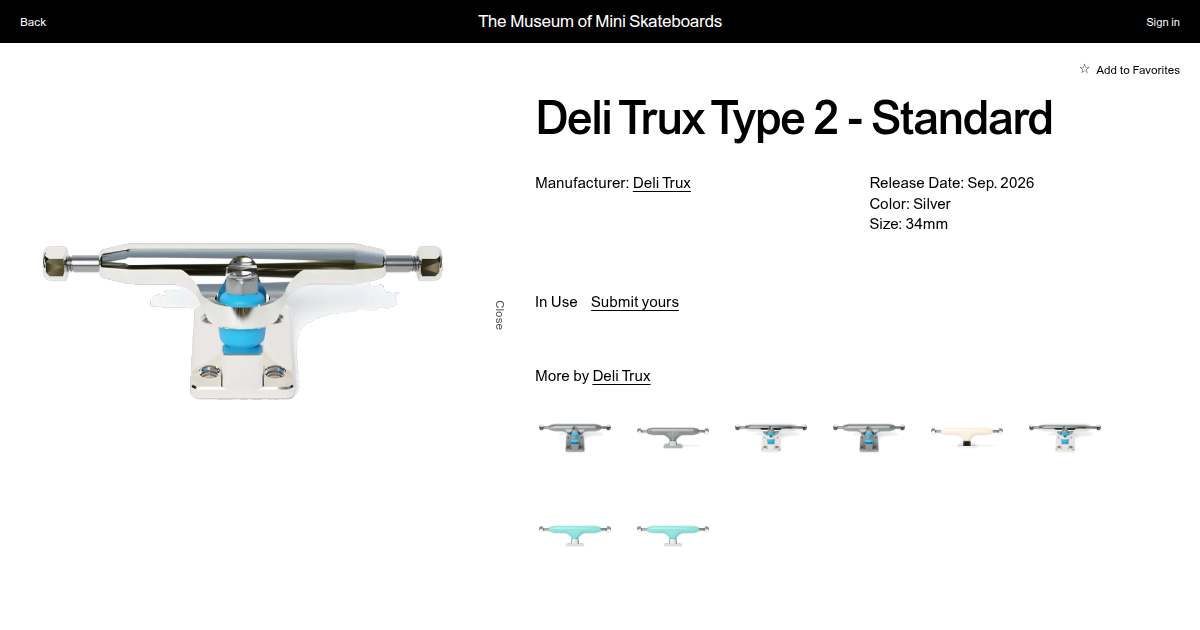 Back
The Museum of Mini Skateboards
Sign in
☆ Add to Favorites
Deli Trux Type 2 - Standard
Manufacturer: Deli Trux
Release Date: Sep. 2026
Color: Silver
Size: 34mm
Close
In Use Submit yours
More by Deli Trux